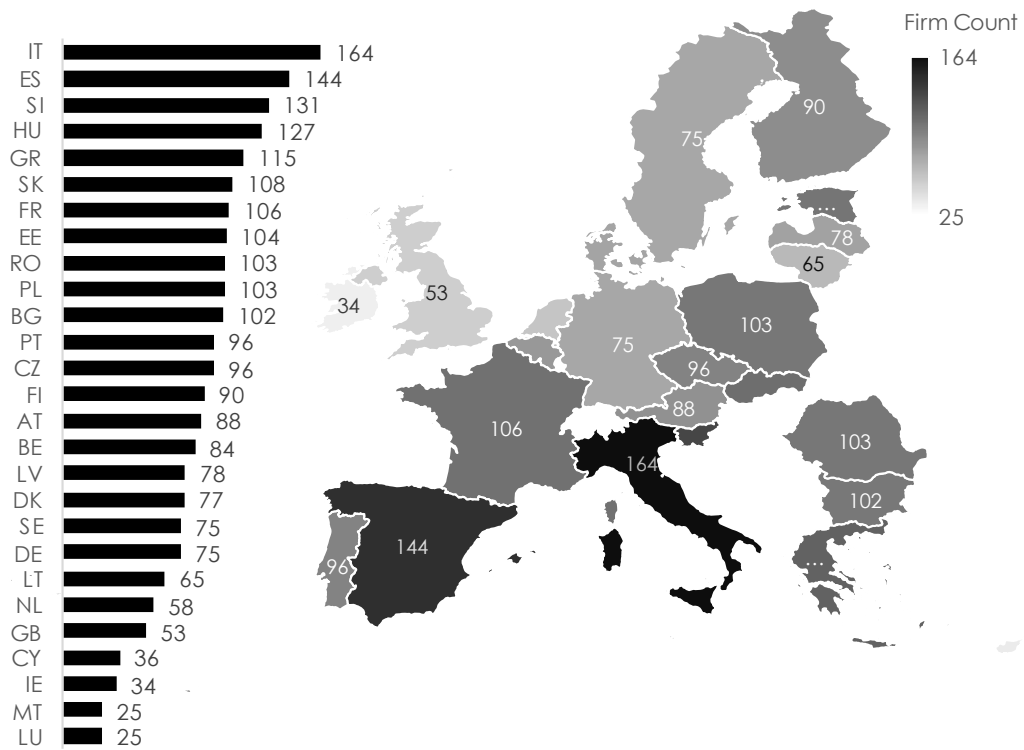 Firm Count
164
25
IT 164
ES 144
SI 131
HU 127
GR 115
SK 108
FR 106
EE 104
RO 103
PL 103
BG 102
PT 96
CZ 96
FI 90
AT 88
BE 84
LV 78
DK 77
SE 75
DE 75
LT 65
NL 58
GB 53
CY 36
IE 34
MT 25
LU 25
90
75
...
78
65
53
34
103
75
96
88
106
103
164
102
144
96
...